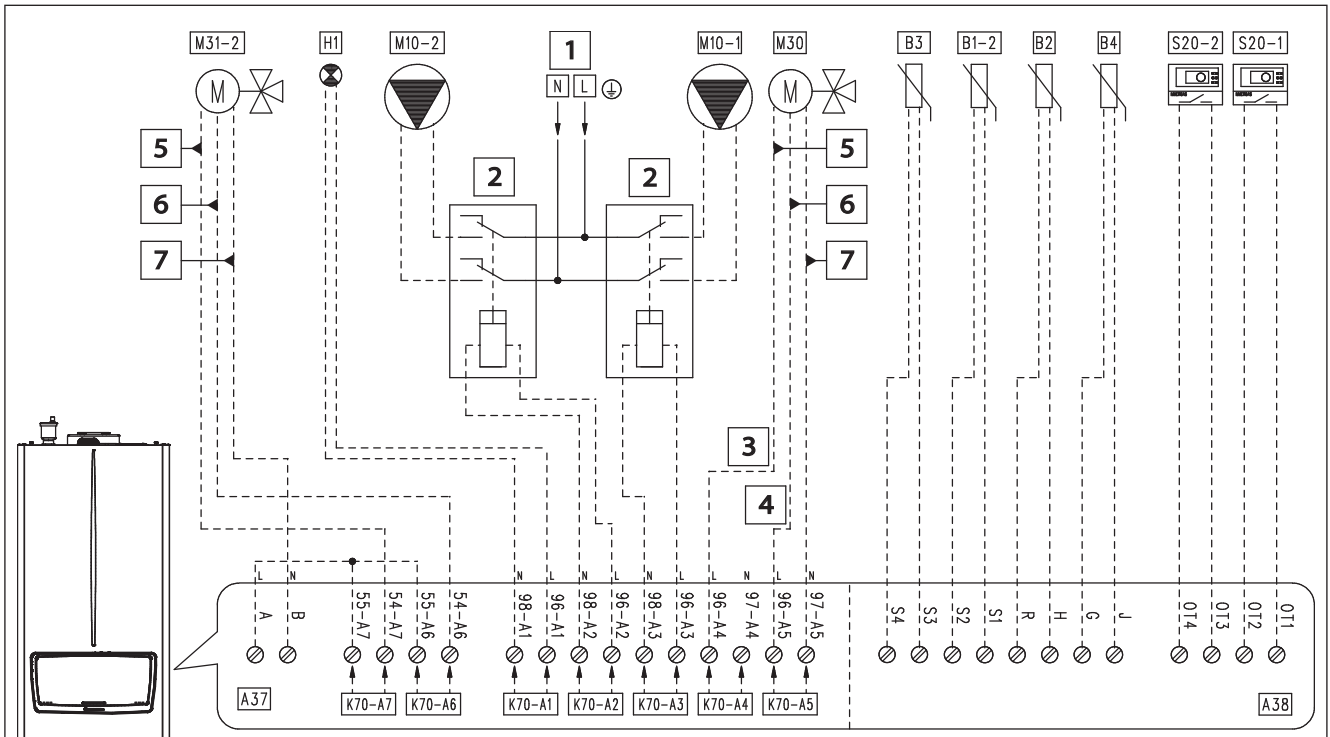 M31-2 H1 M10-2 1 M10-1 M30 B3 B1-2 B2 B4 S20-2 S20-1
N L
M M
5 5
2 2
6 6
7 7
3
4
L N N L N L N L L N L N
A B 55-A7 54-A7 55-A6 54-A6 98-A1 96-A1 98-A2 96-A2 98-A3 96-A3 96-A4 97-A4 96-A5 97-A5 S4 S3 S2 S1 R H G J OT4 OT3 OT2 OT1
A37 K70-A7 K70-A6 K70-A1 K70-A2 K70-A3 K70-A4 K70-A5 A38